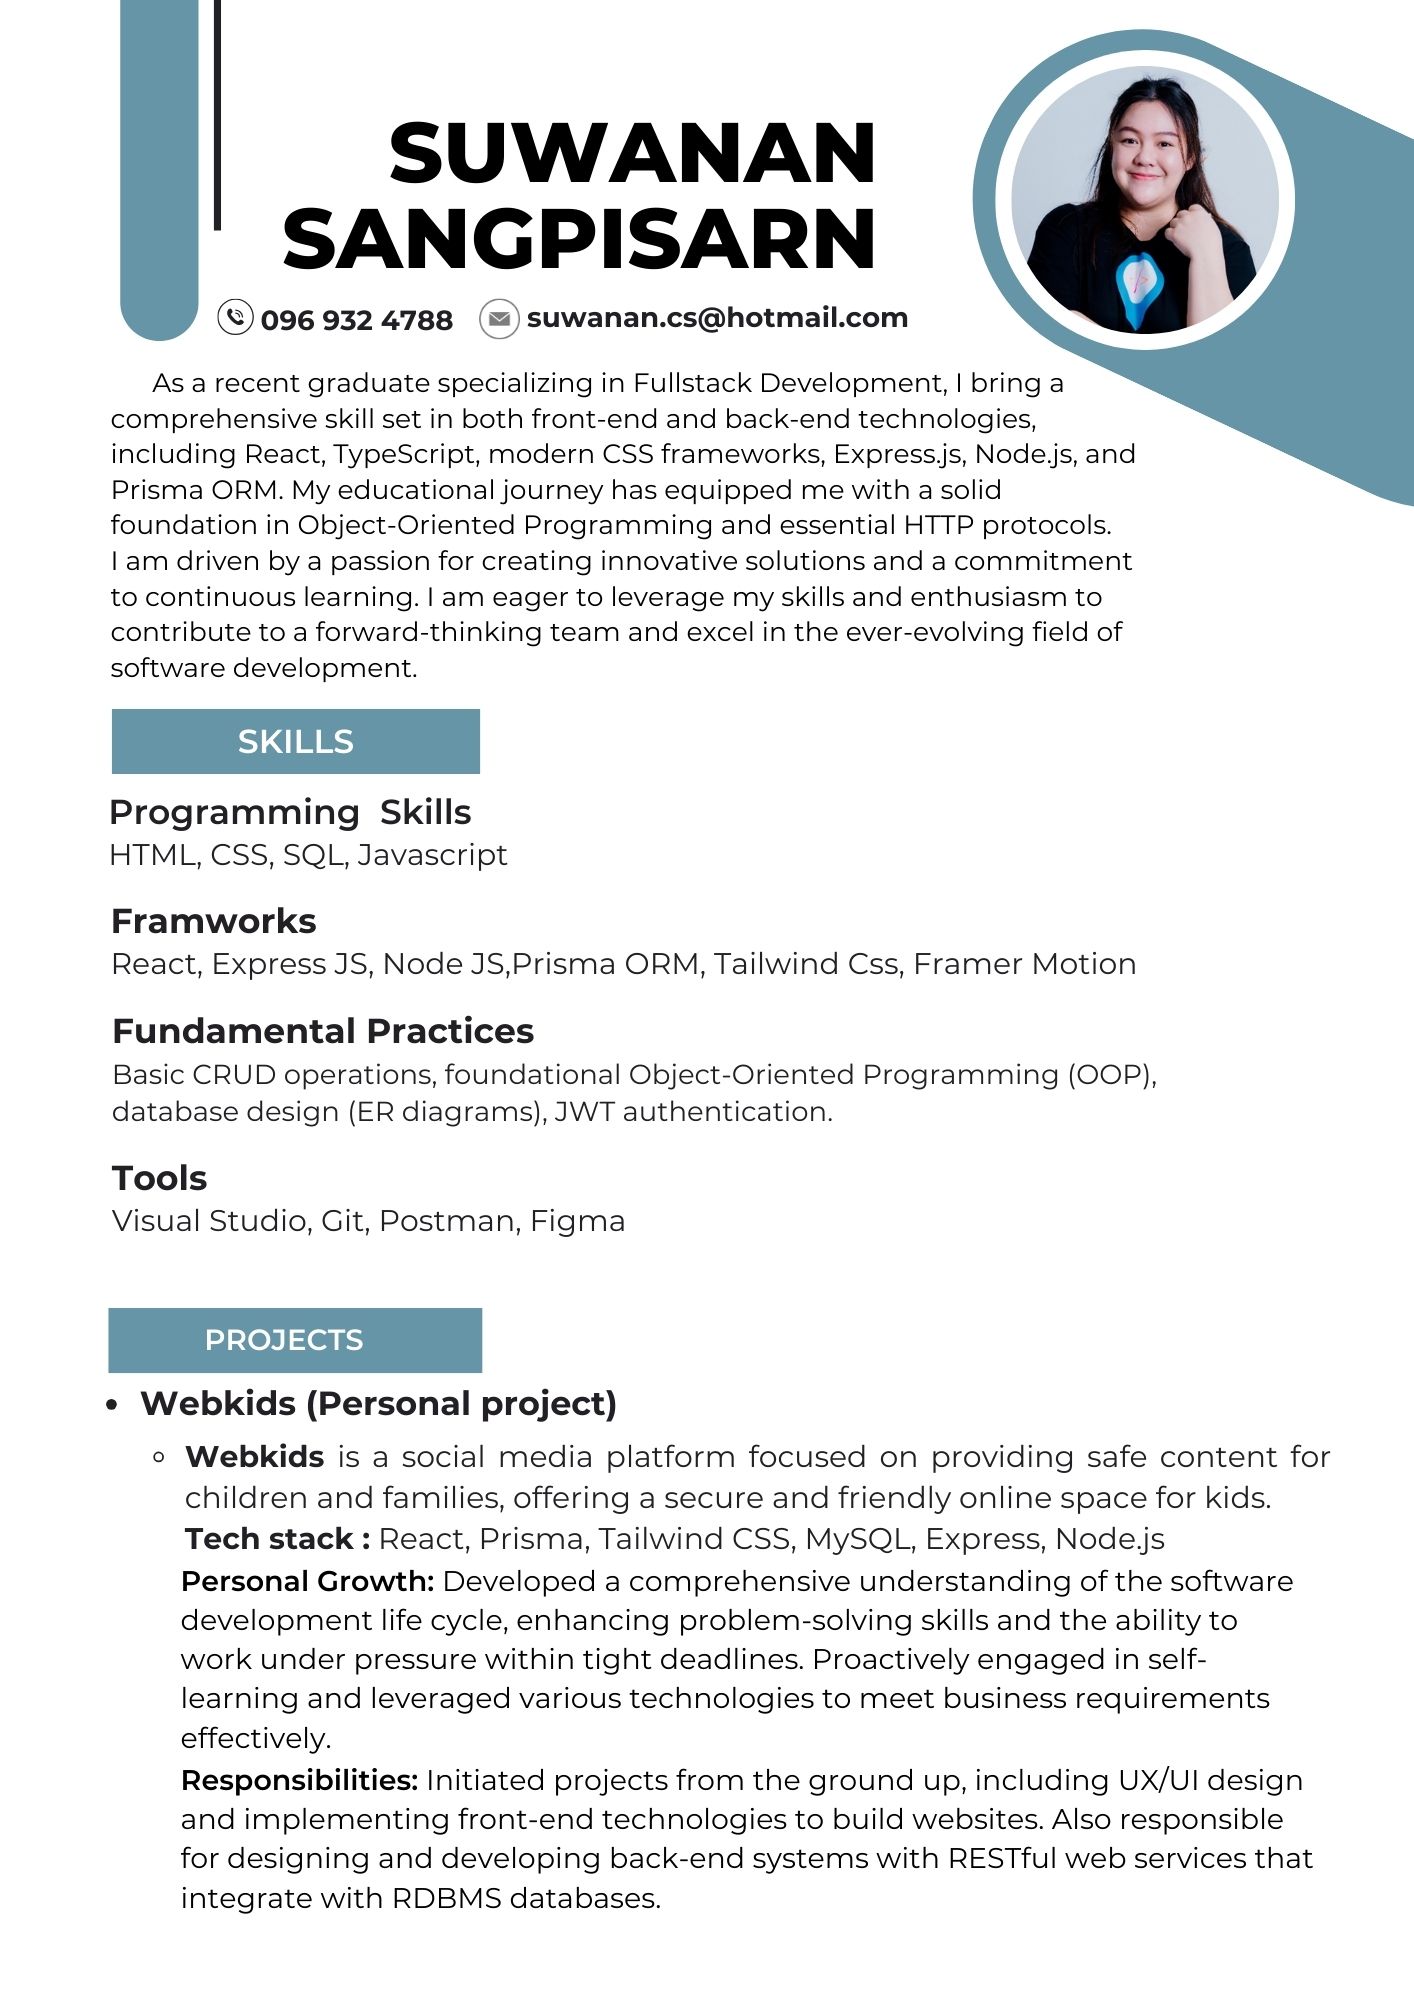 SUWANAN
SANGPISARN
096 932 4788 suwanan.cs@hotmail.com
As a recent graduate specializing in Fullstack Development, I bring a
comprehensive skill set in both front-end and back-end technologies,
including React, TypeScript, modern CSS frameworks, Express.js, Node.js, and
Prisma ORM. My educational journey has equipped me with a solid
foundation in Object-Oriented Programming and essential HTTP protocols.
I am driven by a passion for creating innovative solutions and a commitment
to continuous learning. I am eager to leverage my skills and enthusiasm to
contribute to a forward-thinking team and excel in the ever-evolving field of
software development.
SKILLS
Programming  Skills
HTML, CSS, SQL, Javascript
Framworks
React, Express JS, Node JS,Prisma ORM, Tailwind Css, Framer Motion
Fundamental Practices
Basic CRUD operations, foundational Object-Oriented Programming (OOP),
database design (ER diagrams), JWT authentication.
Tools
Visual Studio, Git, Postman, Figma
PROJECTS
• Webkids (Personal project)
◦ Webkids is a social media platform focused on providing safe content for
children and families, offering a secure and friendly online space for kids.
Tech stack : React, Prisma, Tailwind CSS, MySQL, Express, Node.js
Personal Growth: Developed a comprehensive understanding of the software
development life cycle, enhancing problem-solving skills and the ability to
work under pressure within tight deadlines. Proactively engaged in self-
learning and leveraged various technologies to meet business requirements
effectively.
Responsibilities: Initiated projects from the ground up, including UX/UI design
and implementing front-end technologies to build websites. Also responsible
for designing and developing back-end systems with RESTful web services that
integrate with RDBMS databases.